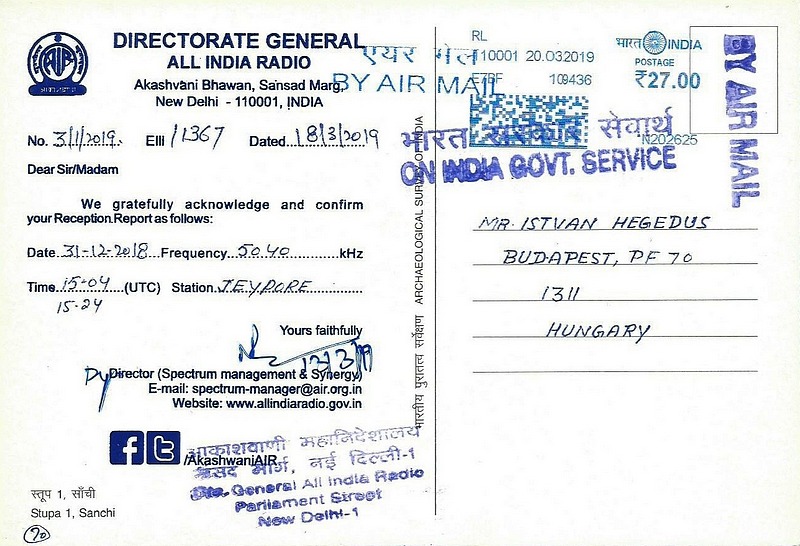 DIRECTORATE GENERAL
ALL INDIA RADIO
Akashvani Bhawan, Sansad Marg,
New Delhi - 110001, INDIA
No. 3/1/2019. Elli /1367 Dated 18/3/2019
Dear Sir/Madam
We gratefully acknowledge and confirm
your Reception Report as follows:
Date 31-12-2018 Frequency 5040 kHz
Time 15-04 (UTC) Station JEYPORE
15-24
Yours faithfully
Dy Director (Spectrum management & Synergy)
E-mail: spectrum-manager@air.org.in
Website: www.allindiaradio.gov.in
/AkashwaniAIR
आकाशवाणी महानिदेशालय
संसद मार्ग, नई दिल्ली-1
Dte. General All India Radio
Parliament Street
New Delhi-1
स्तूप 1, साँची
Stupa 1, Sanchi
70
भारतीय पुरातत्व सर्वेक्षण ARCHAEOLOGICAL SURVEY OF INDIA
एयर मेल
BY AIR MAIL
RL
110001 20.032019
109436
भारत INDIA
POSTAGE
₹27.00
N202625
BY AIR MAIL
भारत सरकार सेवार्थ
ON INDIA GOVT. SERVICE
MR. ISTVAN HEGEDUS
BUDAPEST, PF 70
1311
HUNGARY